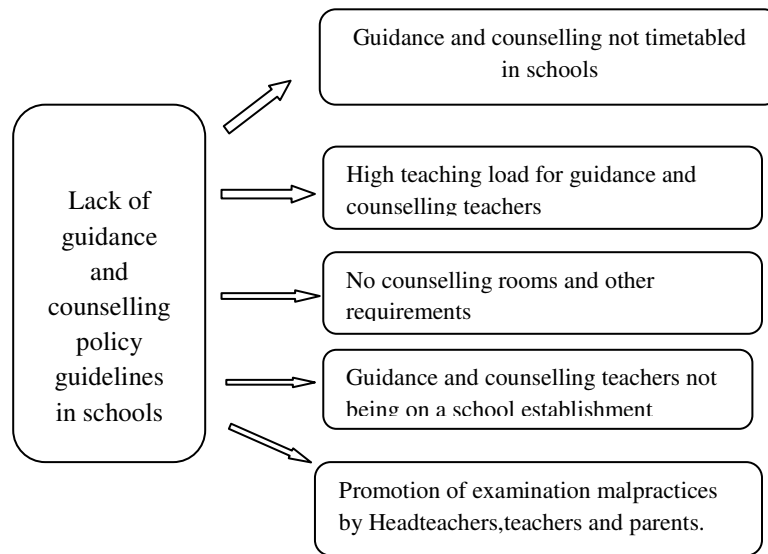 Guidance and counselling not timetabled
in schools
Lack of
guidance
and
counselling
policy
guidelines
in schools
High teaching load for guidance and
counselling teachers
No counselling rooms and other
requirements
Guidance and counselling teachers not
being on a school establishment
Promotion of examination malpractices
by Headteachers,teachers and parents.